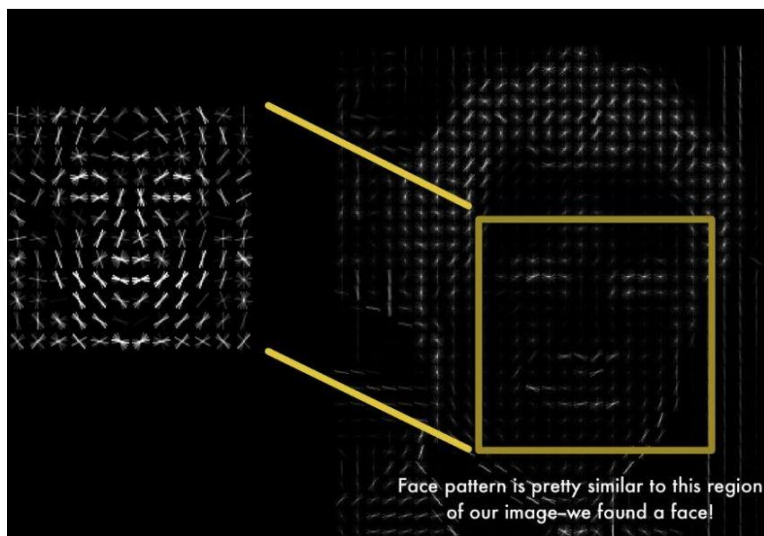 Face pattern is pretty similar to this region
of our image–we found a face!